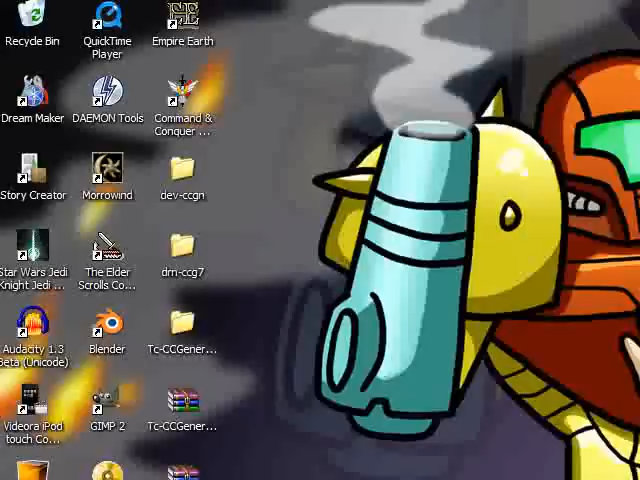 Recycle Bin
QuickTime
Player
Empire Earth
Dream Maker
DAEMON Tools
Command &
Conquer ...
Story Creator
Morrowind
dev-ccgn
Star Wars Jedi
Knight Jedi ...
The Elder
Scrolls Co...
drn-ccg7
Audacity 1.3
Beta (Unicode)
Blender
Tc-CCGener...
Videora iPod
touch Co...
GIMP 2
Tc-CCGener...